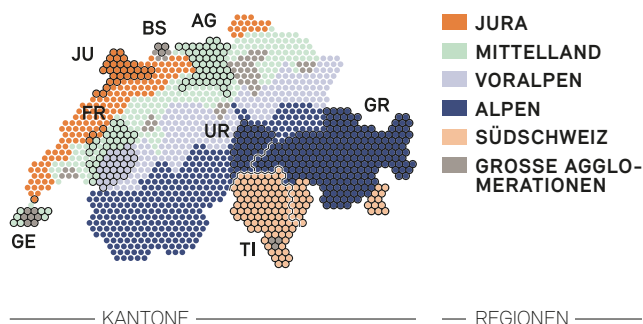 BS
AG
JU
FR
UR
GR
GE
TI
JURA
MITTELLAND
VORALPEN
ALPEN
SÜDSCHWEIZ
GROSSE AGGLO-
MERATIONEN
KANTONE
REGIONEN